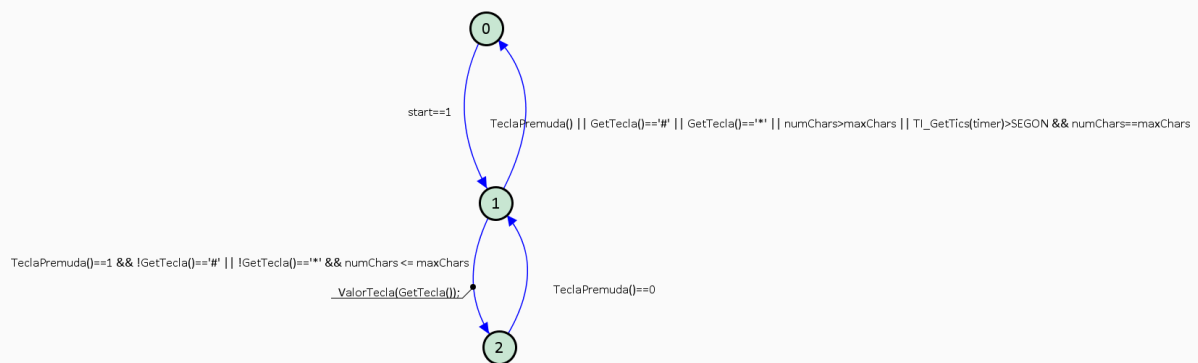 0
start==1
TeclaPremuda() || GetTecla()=='#' || GetTecla()=='*' || numChars>maxChars || TI_GetTics(timer)>SEGON && numChars==maxChars
1
TeclaPremuda()==1 && !GetTecla()=='#' || !GetTecla()=='*' && numChars <= maxChars
ValorTecla(GetTecla());
TeclaPremuda()==0
2